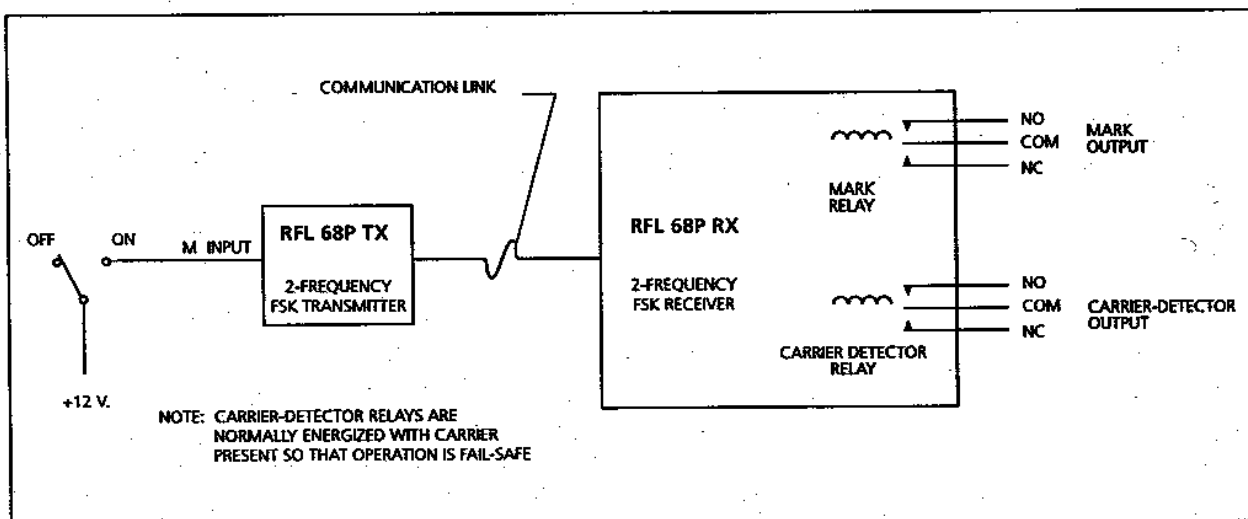 COMMUNICATION LINK
OFF
ON
M INPUT
+12 V.
RFL 68P TX
2-FREQUENCY
FSK TRANSMITTER
RFL 68P RX
2-FREQUENCY
FSK RECEIVER
MARK
RELAY
NO
COM
NC
MARK
OUTPUT
CARRIER DETECTOR
RELAY
NO
COM
NC
CARRIER-DETECTOR
OUTPUT
NOTE: CARRIER-DETECTOR RELAYS ARE
NORMALLY ENERGIZED WITH CARRIER
PRESENT SO THAT OPERATION IS FAIL-SAFE